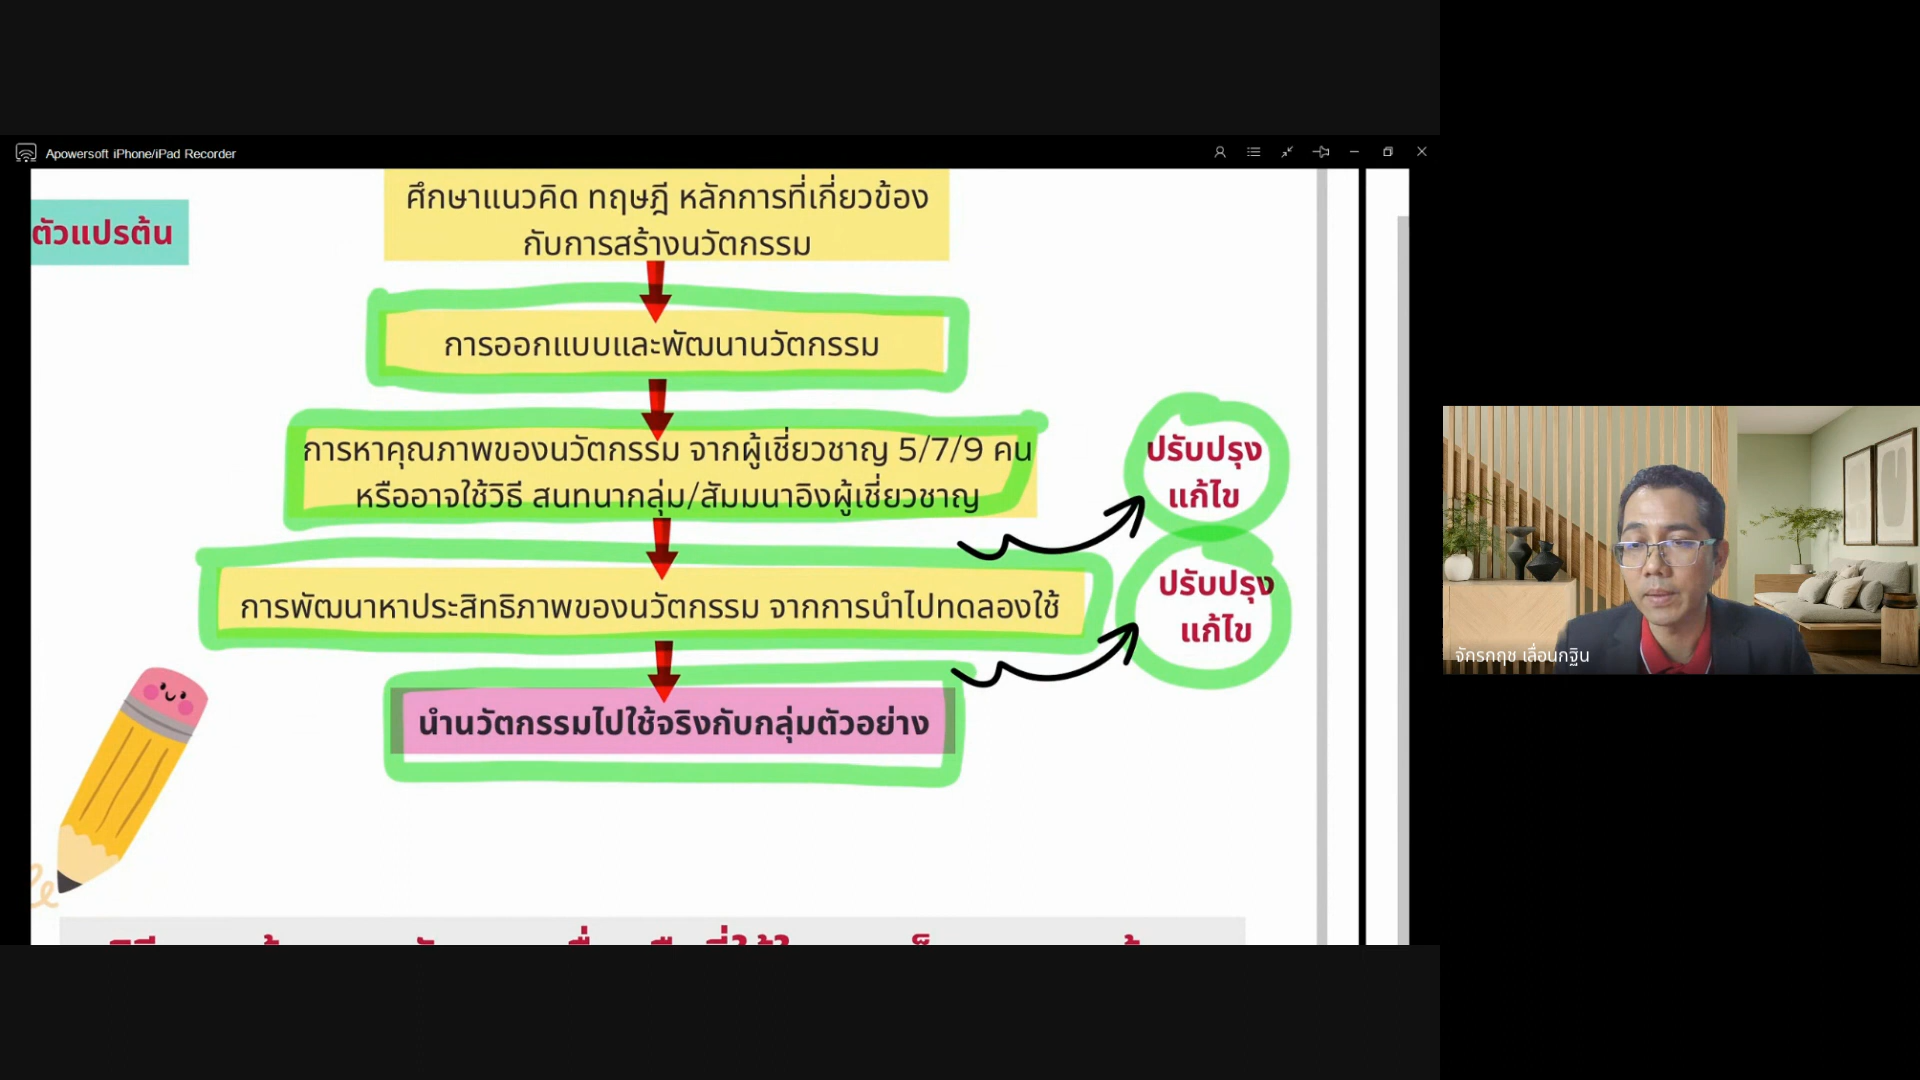 Apowersoft iPhone/iPad Recorder
ตัวแปรต้น
ศึกษาแนวคิด ทฤษฎี หลักการที่เกี่ยวข้อง
กับการสร้างนวัตกรรม
การออกแบบและพัฒนานวัตกรรม
การหาคุณภาพของนวัตกรรม จากผู้เชี่ยวชาญ 5/7/9 คน
หรืออาจใช้วิธี สนทนากลุ่ม/สัมมนาอิงผู้เชี่ยวชาญ
ปรับปรุง
แก้ไข
การพัฒนาหาประสิทธิภาพของนวัตกรรม จากการนำไปทดลองใช้
ปรับปรุง
แก้ไข
นำนวัตกรรมไปใช้จริงกับกลุ่มตัวอย่าง
จักรกฤช เลื่อนกฐิน